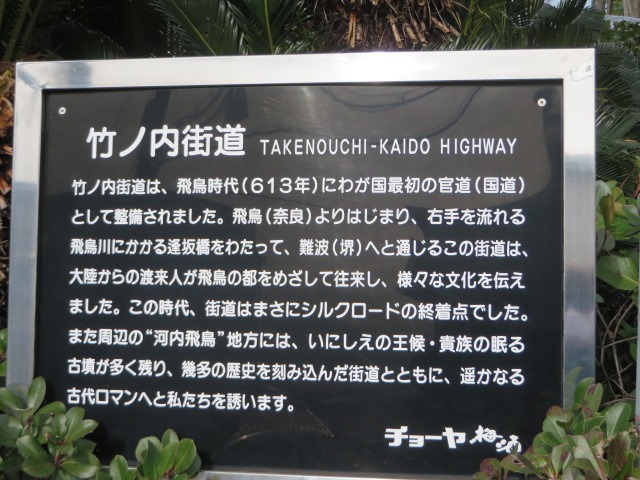 竹ノ内街道 TAKENOUCHI-KAIDO HIGHWAY
竹ノ内街道は、飛鳥時代(613年)にわが国最初の官道(国道)
として整備されました。飛鳥(奈良)よりはじまり、右手を流れる
飛鳥川にかかる逢坂橋をわたって、難波(堺)へと通じるこの街道は、
大陸からの渡来人が飛鳥の都をめざして往来し、様々な文化を伝え
ました。この時代、街道はまさにシルクロードの終着点でした。
また周辺の“河内飛鳥”地方には、いにしえの王候・貴族の眠る
古墳が多く残り、幾多の歴史を刻み込んだ街道とともに、遥かなる
古代ロマンへと私たちを誘います。
チョーヤ梅酒